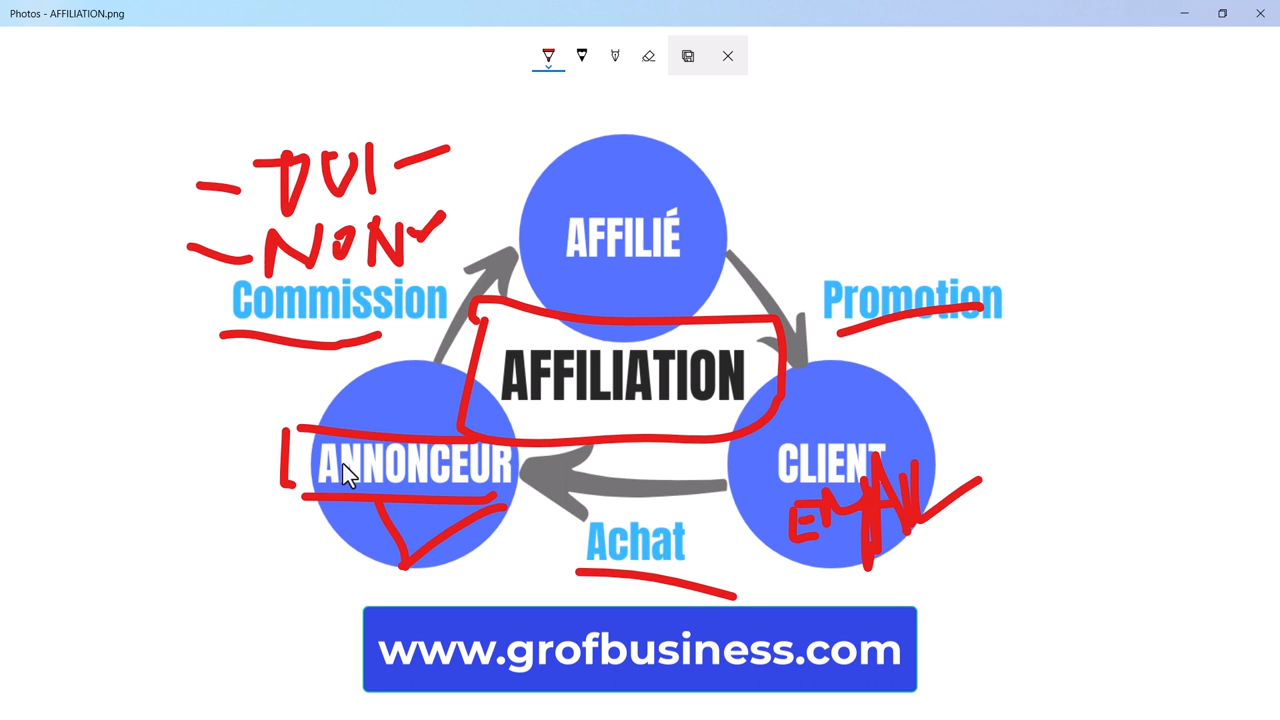 Photos - AFFILIATION.png
- OUI -
- NON
AFFILIÉ
Commission
Promotion
AFFILIATION
ANNONCEUR
CLIENT
EMAIL
Achat
www.grofbusiness.com